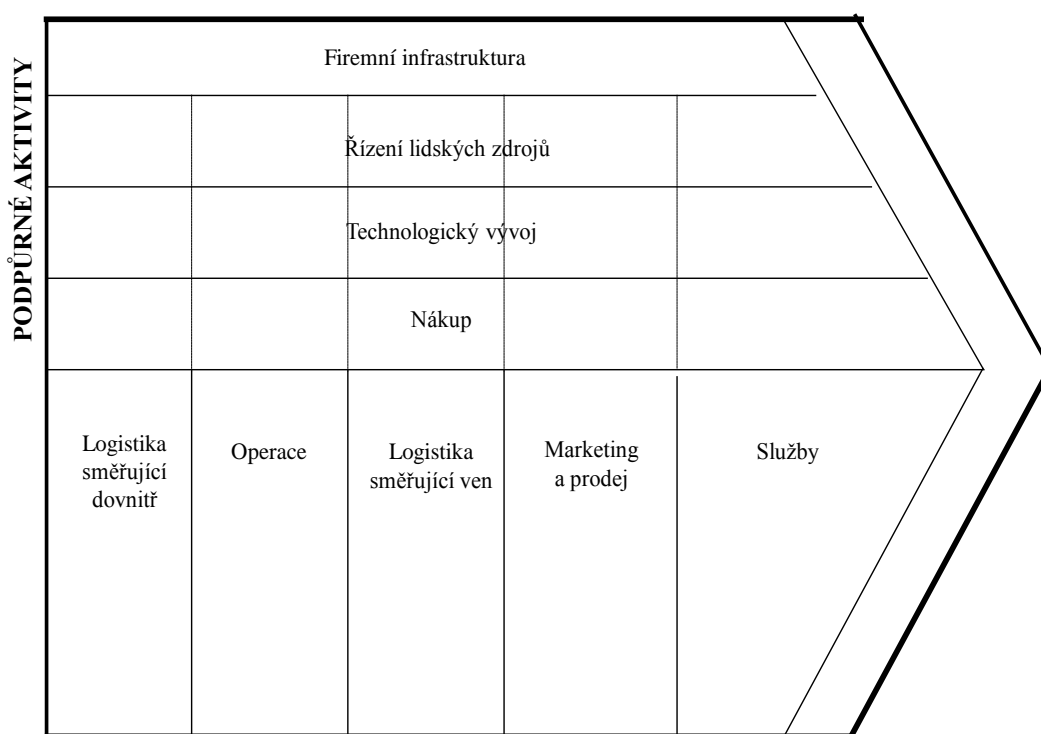 Firemní infrastruktura
PODPŮRNÉ AKTIVITY
Řízení lidských zdrojů
Technologický vývoj
Nákup
Logistika
směřující
dovnitř
Operace
Logistika
směřující ven
Marketing
a prodej
Služby